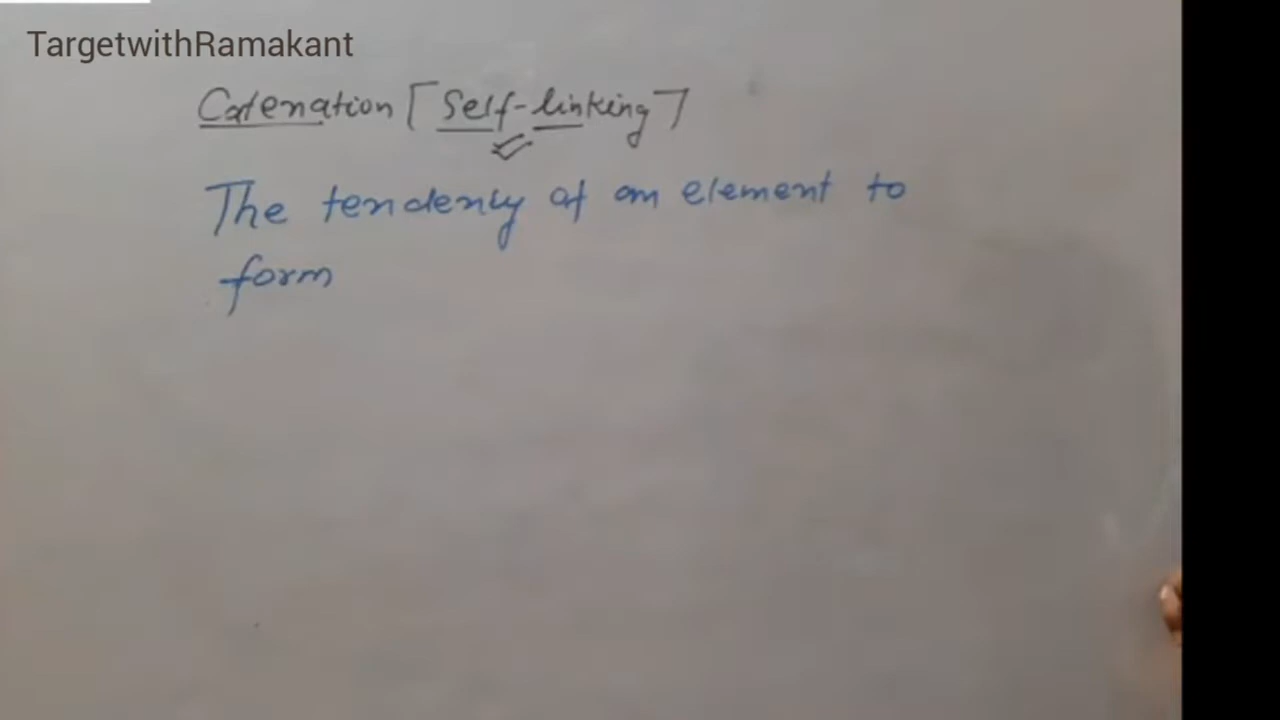 TargetwithRamakant
Catenation [Self-linking]
The tendency of an element to
form